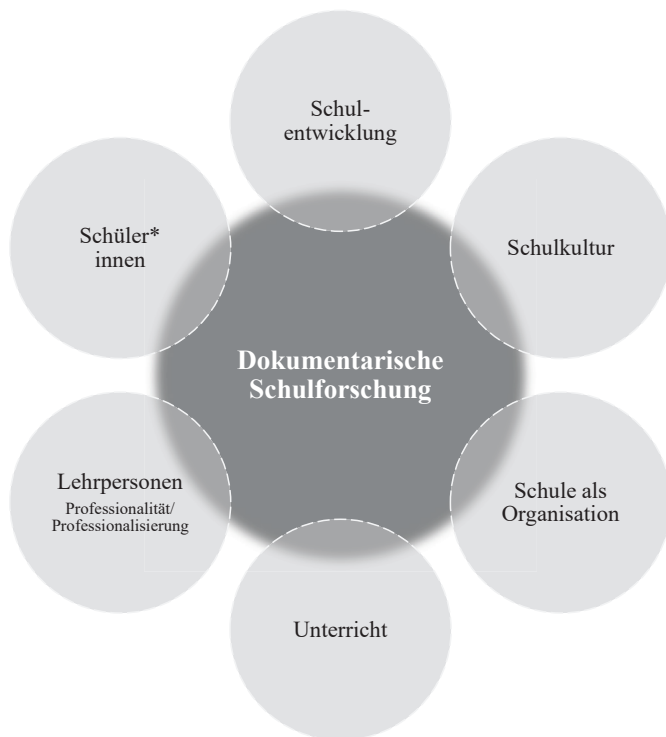 Schul-
entwicklung
Schüler*
innen
Schulkultur
Dokumentarische
Schulforschung
Lehrpersonen
Professionalität/
Professionalisierung
Schule als
Organisation
Unterricht